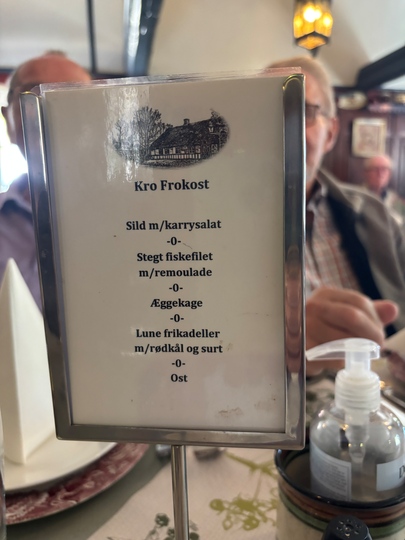 Kro Frokost
Sild m/karrysalat
-0-
Stegt fiskefilet
m/remoulade
-0-
Æggekage
-0-
Lune frikadeller
m/rødkål og surt
-0-
Ost